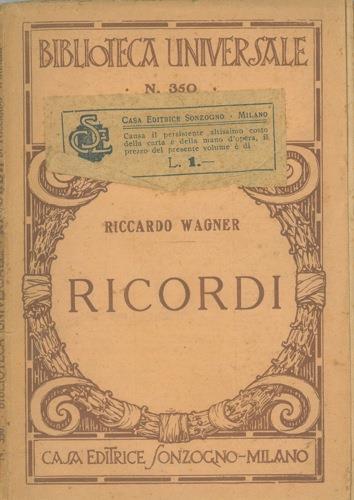 BIBLIOTECA UNIVERSALE
N. 350
CASA EDITRICE SONZOGNO - MILANO
Causa il persistente altissimo costo
della carta e della mano d'opera, il
prezzo del presente volume è di
L. 1.—
RICCARDO WAGNER
RICORDI
CASA EDITRICE SONZOGNO-MILANO